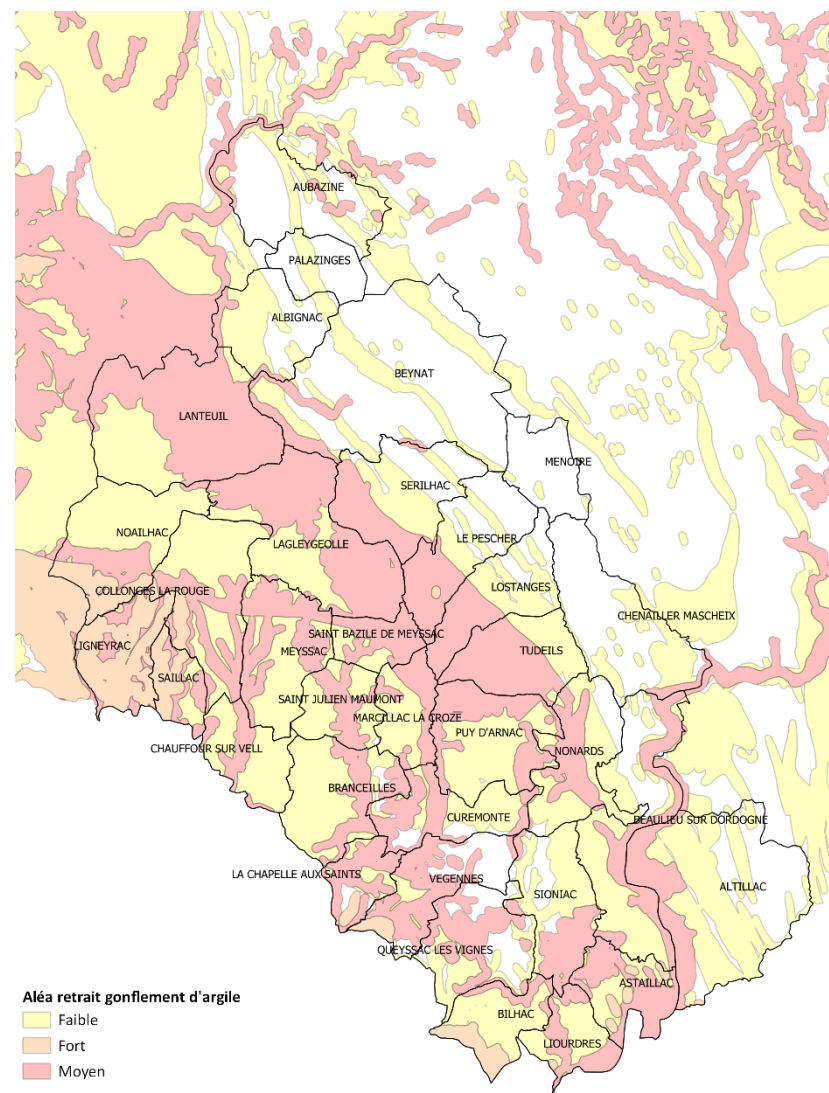 AUBAZINE
PALAZINGES
ALBIGNAC
BEYNAT
LANTEUIL
MENOIRE
SERILHAC
NOAILHAC
LE PESCHER
LAGLEYGEOLLE
LOSTANGES
COLLONGES LA ROUGE
CHENAILLER MASCHEIX
SAINT BAZILE DE MEYSSAC
LIGNEYRAC
MEYSSAC
TUDEILS
SAILLAC
SAINT JULIEN MAUMONT
MARCILLAC LA CROZE
PUY D'ARNAC
CHAUFFOUR SUR VELL
NONARDS
BRANCEILLES
CUREMONTE
BEAULIEU SUR DORDOGNE
LA CHAPELLE AUX SAINTS
VEGENNES
ALTILLAC
SIONIAC
QUEYSSAC LES VIGNES
ASTAILLAC
BILHAC
LIOURDRES
Aléa retrait gonflement d'argile
Faible
Fort
Moyen